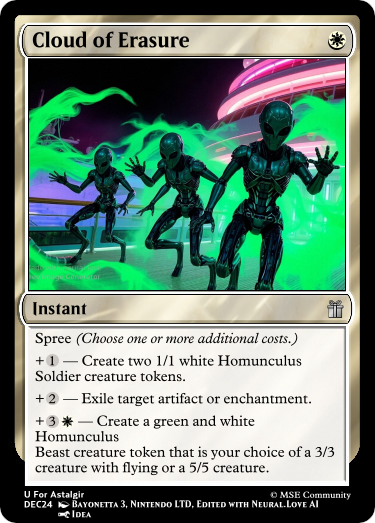 Cloud of Erasure
Instant
Spree (Choose one or more additional costs.)
+ 1 — Create two 1/1 white Homunculus
Soldier creature tokens.
+ 2 — Exile target artifact or enchantment.
+ 3 — Create a green and white
Homunculus
Beast creature token that is your choice of a 3/3
creature with flying or a 5/5 creature.
U For Astalgir
© MSE Community
DEC24 Bayonetta 3, Nintendo LTD, Edited with Neural.Love AI
Idea